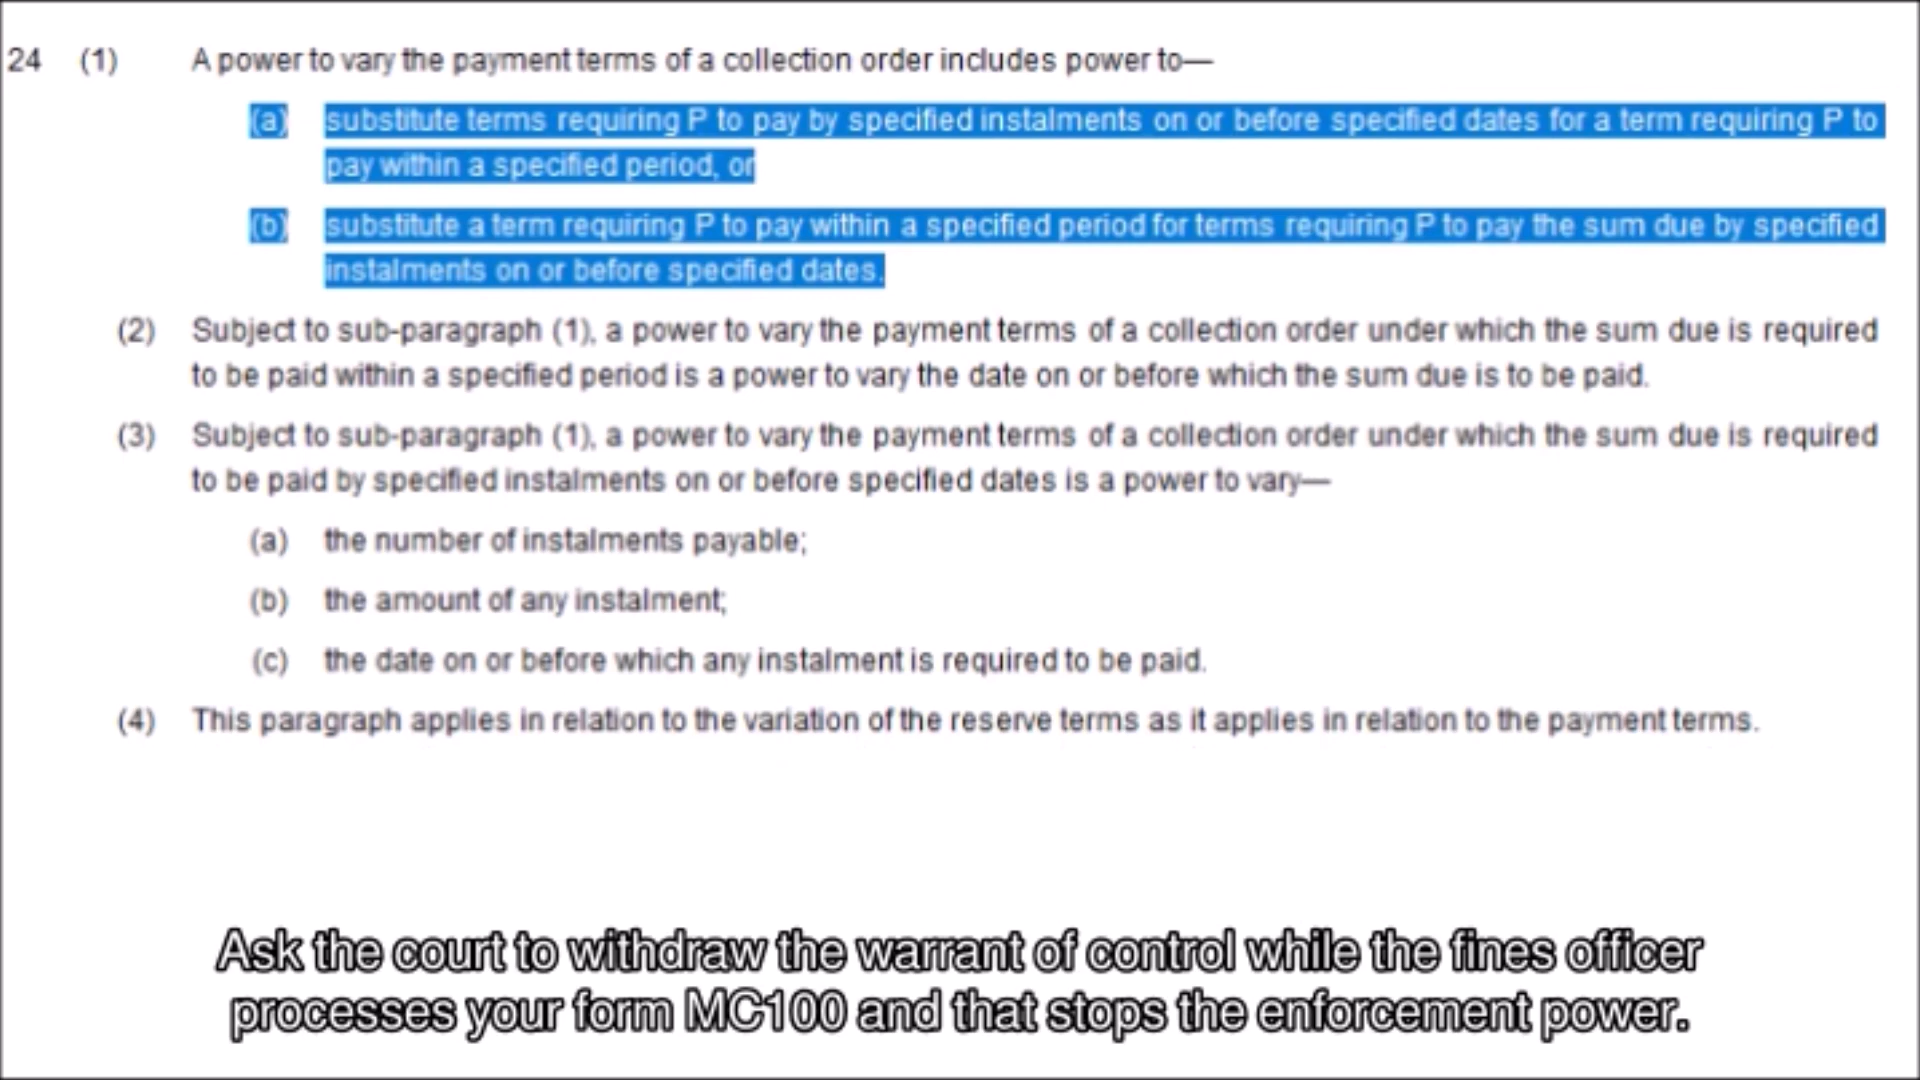 24 (1) A power to vary the payment terms of a collection order includes power to—
(a) substitute terms requiring P to pay by specified instalments on or before specified dates for a term requiring P to
pay within a specified period, or
(b) substitute a term requiring P to pay within a specified period for terms requiring P to pay the sum due by specified
instalments on or before specified dates.
(2) Subject to sub-paragraph (1), a power to vary the payment terms of a collection order under which the sum due is required
to be paid within a specified period is a power to vary the date on or before which the sum due is to be paid.
(3) Subject to sub-paragraph (1), a power to vary the payment terms of a collection order under which the sum due is required
to be paid by specified instalments on or before specified dates is a power to vary—
(a) the number of instalments payable;
(b) the amount of any instalment;
(c) the date on or before which any instalment is required to be paid.
(4) This paragraph applies in relation to the variation of the reserve terms as it applies in relation to the payment terms.
Ask the court to withdraw the warrant of control while the fines officer
processes your form MC100 and that stops the enforcement power.